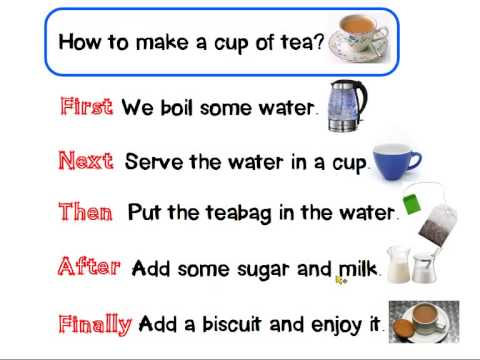 How to make a cup of tea?
First We boil some water.
Next Serve the water in a cup.
Then Put the teabag in the water.
After Add some sugar and milk.
Finally Add a biscuit and enjoy it.